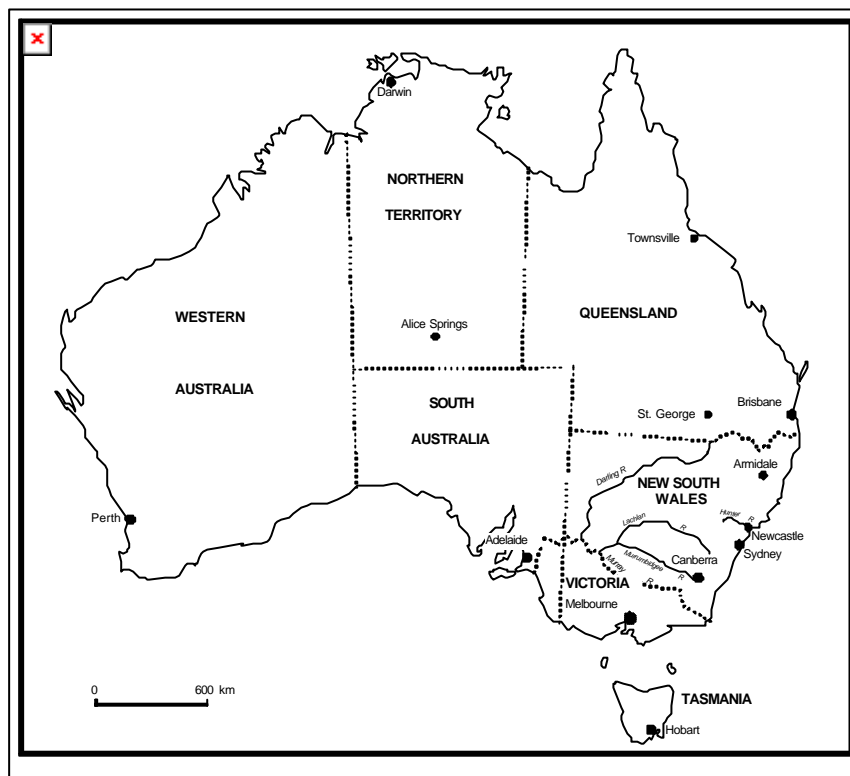 Darwin
NORTHERN
TERRITORY
Townsville
WESTERN
AUSTRALIA
Alice Springs
QUEENSLAND
SOUTH
AUSTRALIA
St. George
Brisbane
Darling R
NEW SOUTH
WALES
Armidale
Perth
Lachlan R
Hunter R
Newcastle
Sydney
Adelaide
Murray R
Murrumbidgee R
Canberra
VICTORIA
Melbourne
0 600 km
TASMANIA
Hobart